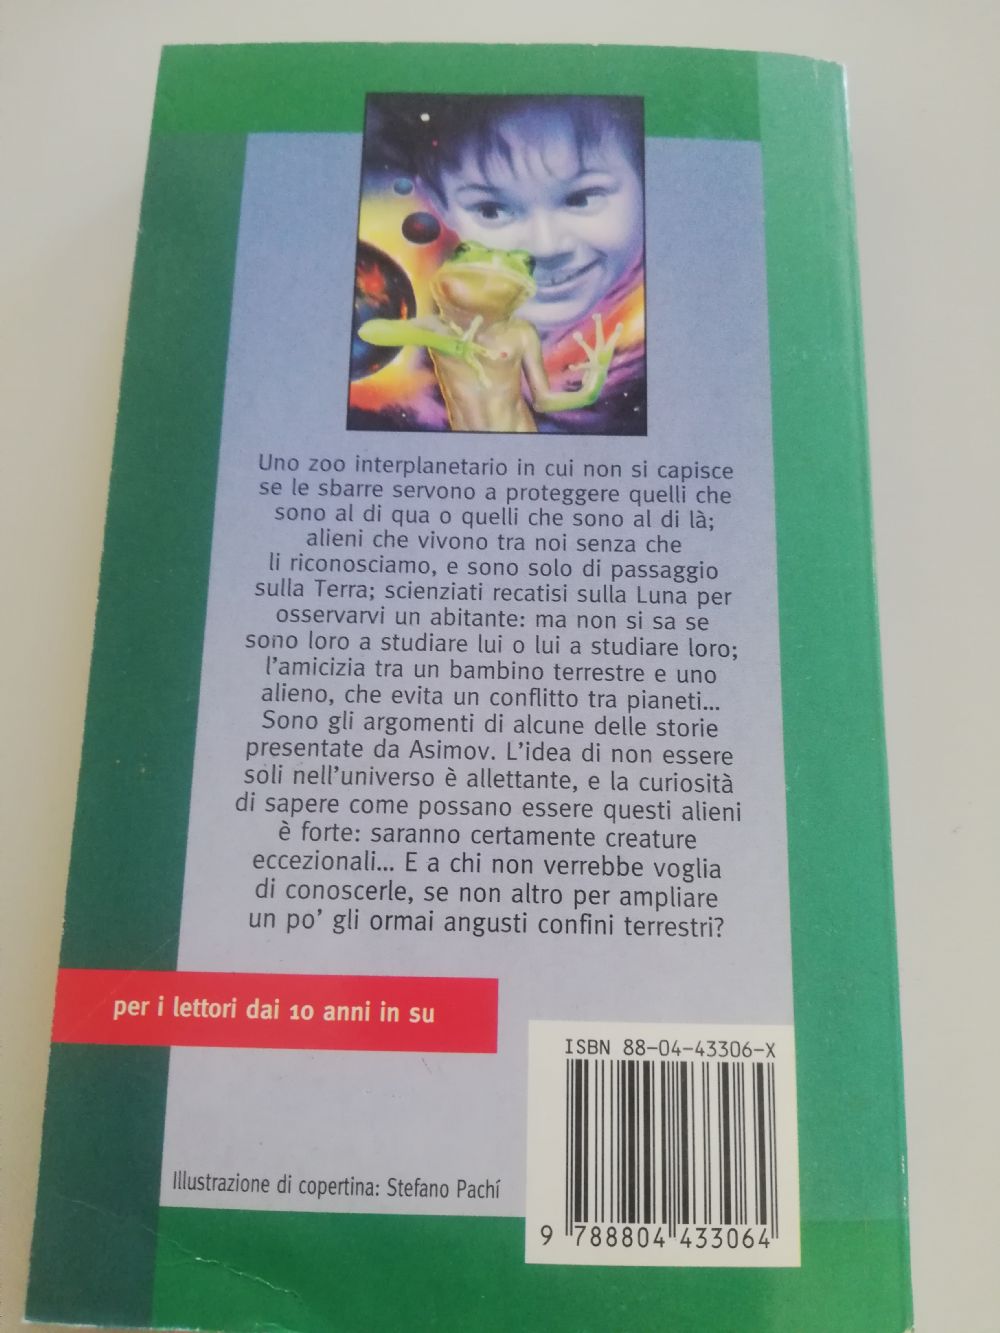 Uno zoo interplanetario in cui non si capisce
se le sbarre servono a proteggere quelli che
sono al di qua o quelli che sono al di là;
alieni che vivono tra noi senza che
li riconosciamo, e sono solo di passaggio
sulla Terra; scienziati recatisi sulla Luna per
osservarvi un abitante: ma non si sa se
sono loro a studiare lui o lui a studiare loro;
l'amicizia tra un bambino terrestre e uno
alieno, che evita un conflitto tra pianeti...
Sono gli argomenti di alcune delle storie
presentate da Asimov. L'idea di non essere
soli nell'universo è allettante, e la curiosità
di sapere come possano essere questi alieni
è forte: saranno certamente creature
eccezionali... E a chi non verrebbe voglia
di conoscerle, se non altro per ampliare
un po' gli ormai angusti confini terrestri?
per i lettori dai 10 anni in su
ISBN 88-04-43306-X
Illustrazione di copertina: Stefano Pachí
9 788804 433064